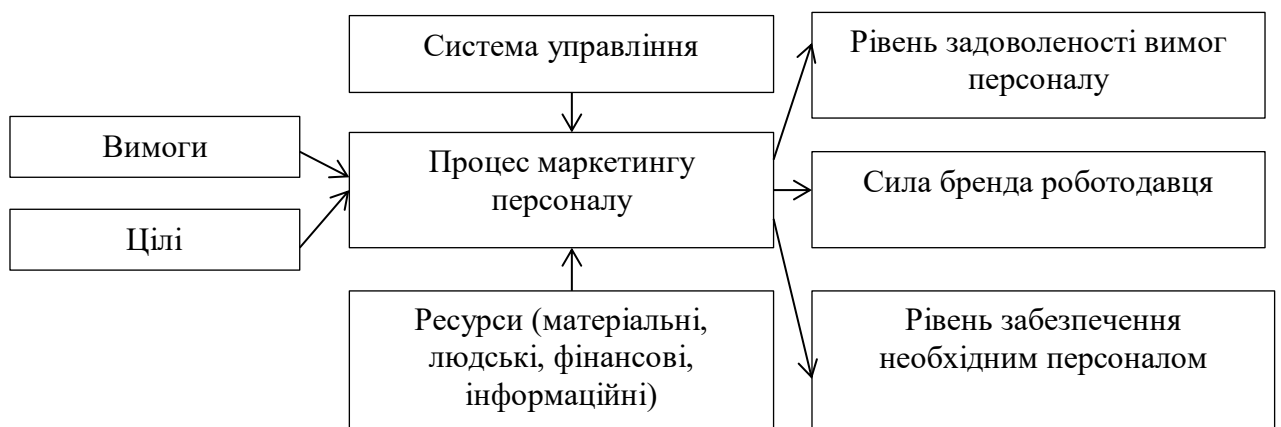 Система управління
Рівень задоволеності вимог
персоналу
Вимоги
Процес маркетингу
персоналу
Сила бренда роботодавця
Цілі
Ресурси (матеріальні,
людські, фінансові,
інформаційні)
Рівень забезпечення
необхідним персоналом